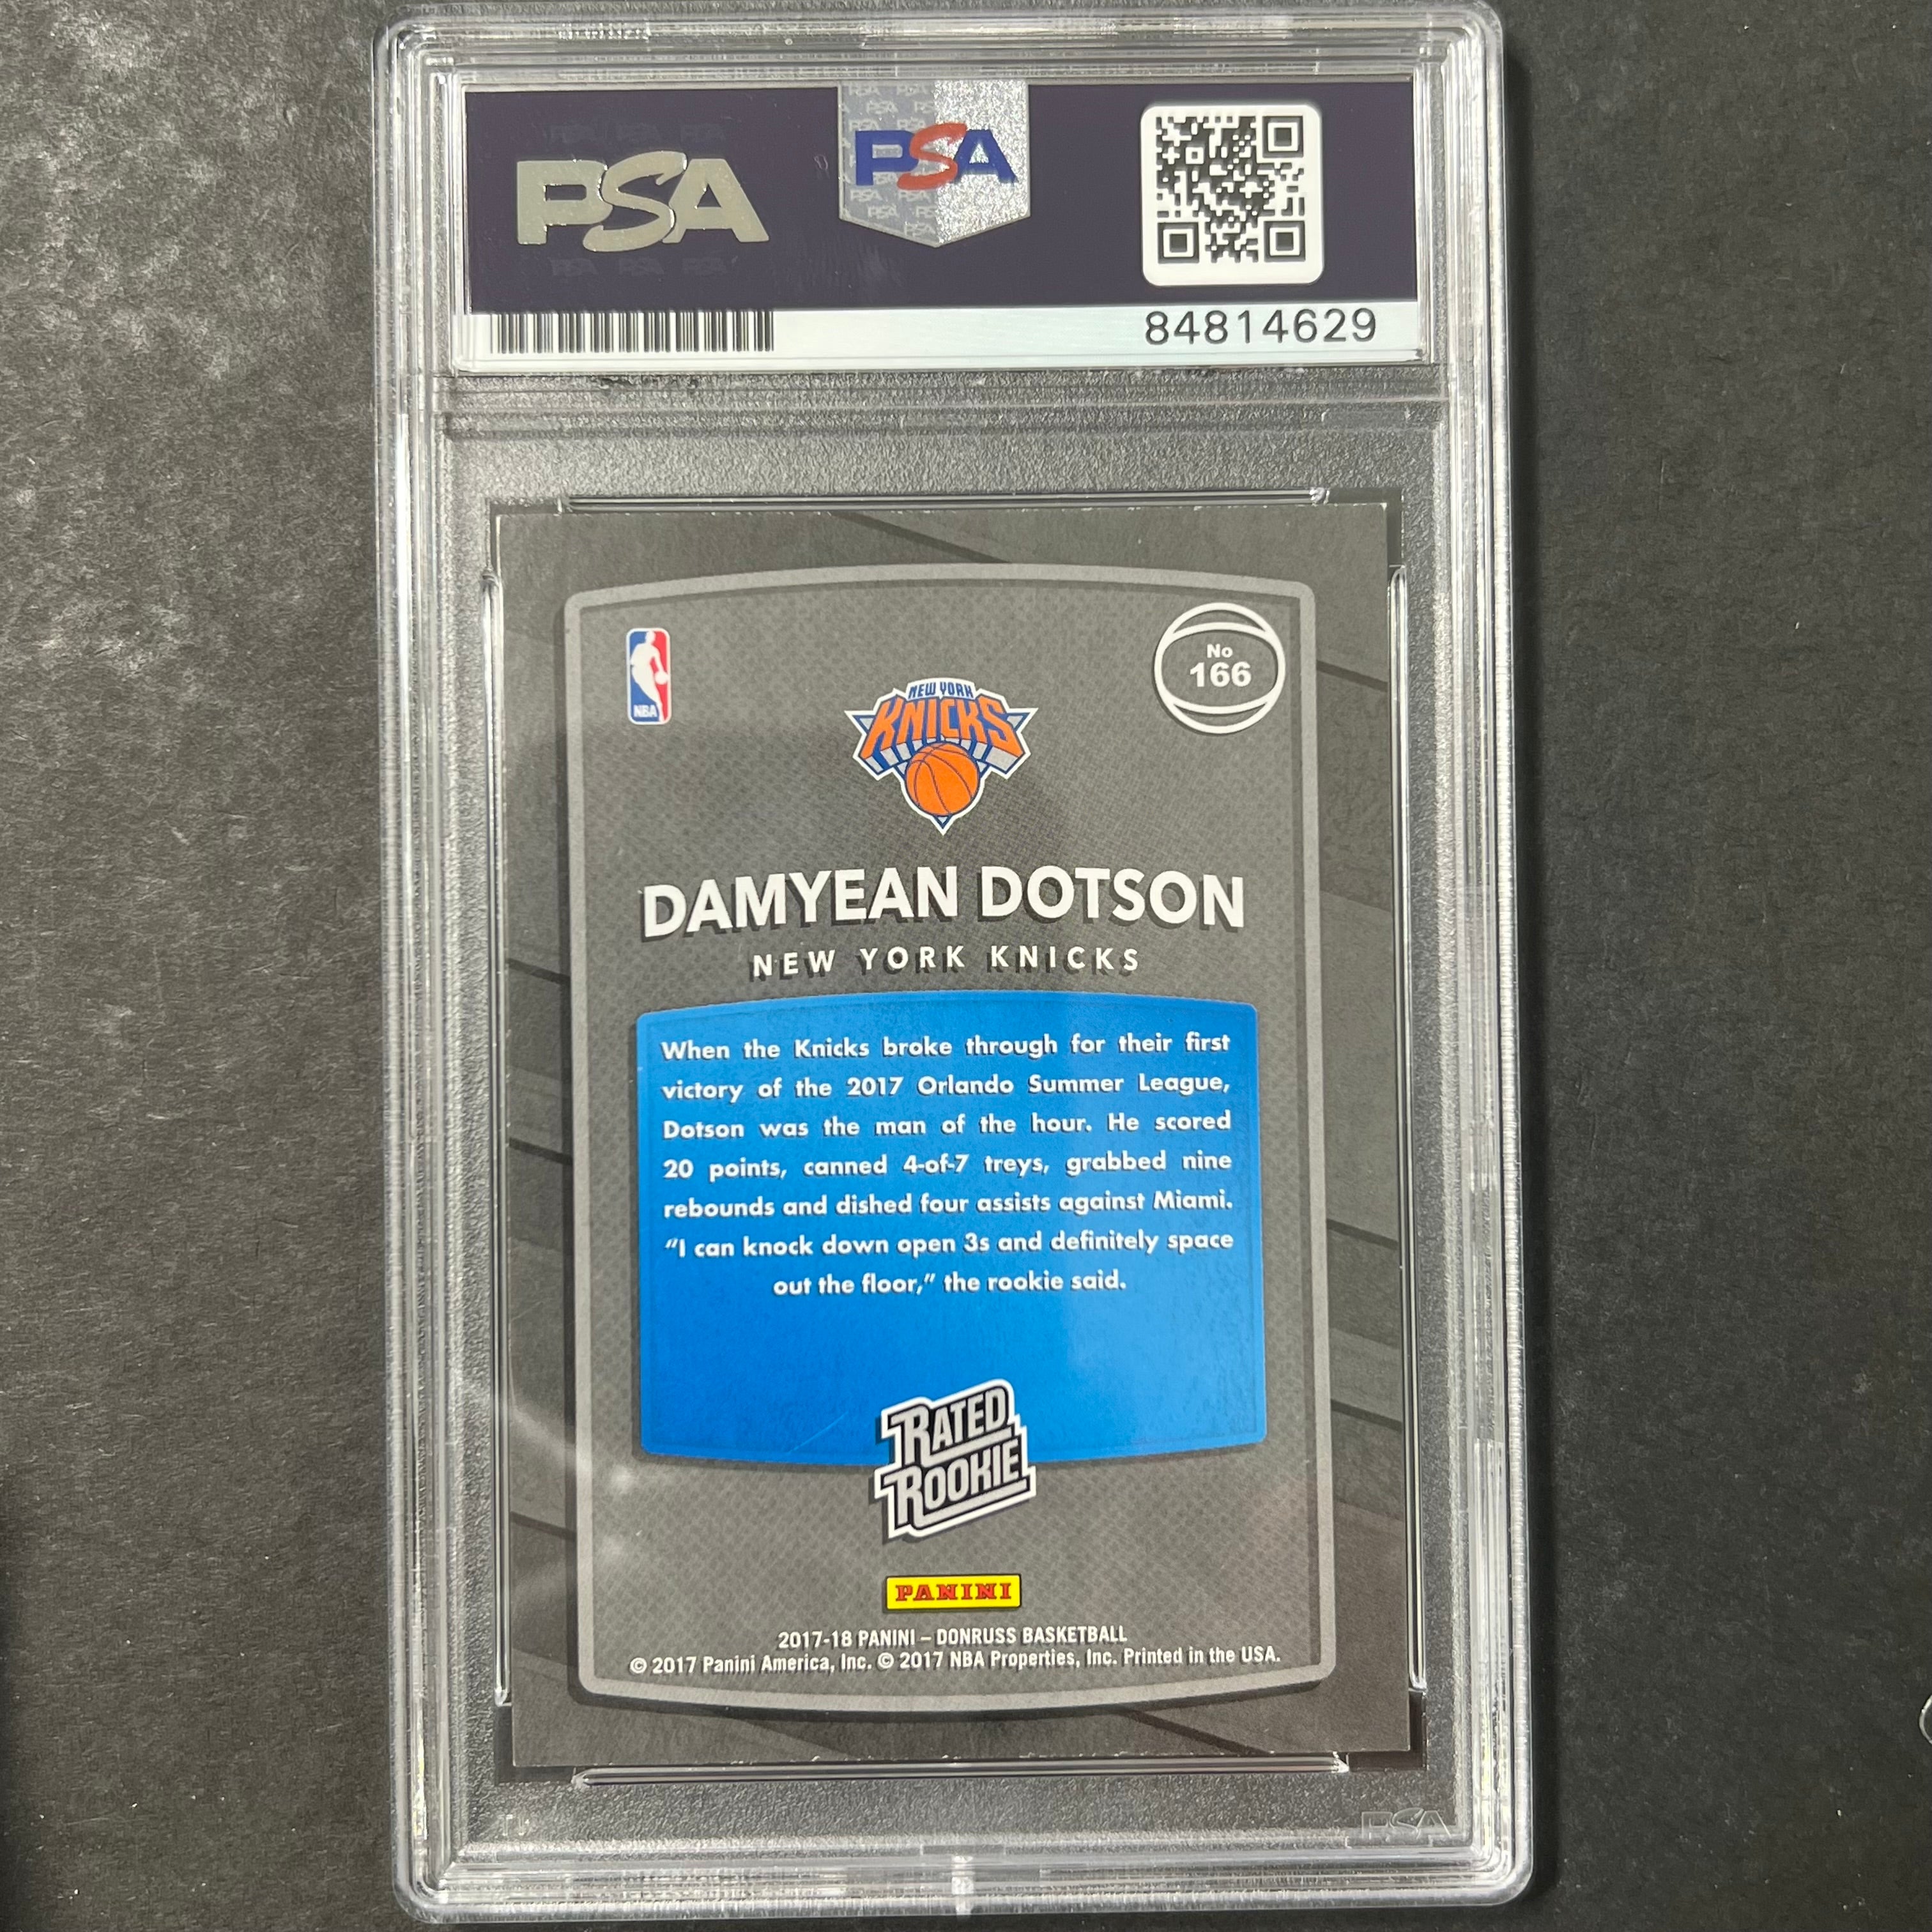 PSA
PSA
84814629
NBA
No
166
NEW YORK
KNICKS
DAMYEAN DOTSON
NEW YORK KNICKS
When the Knicks broke through for their first
victory of the 2017 Orlando Summer League,
Dotson was the man of the hour. He scored
20 points, canned 4-of-7 treys, grabbed nine
rebounds and dished four assists against Miami.
“I can knock down open 3s and definitely space
out the floor,” the rookie said.
RATED
ROOKIE
PANINI
2017-18 PANINI – DONRUSS BASKETBALL
© 2017 Panini America, Inc. © 2017 NBA Properties, Inc. Printed in the USA.
PSA